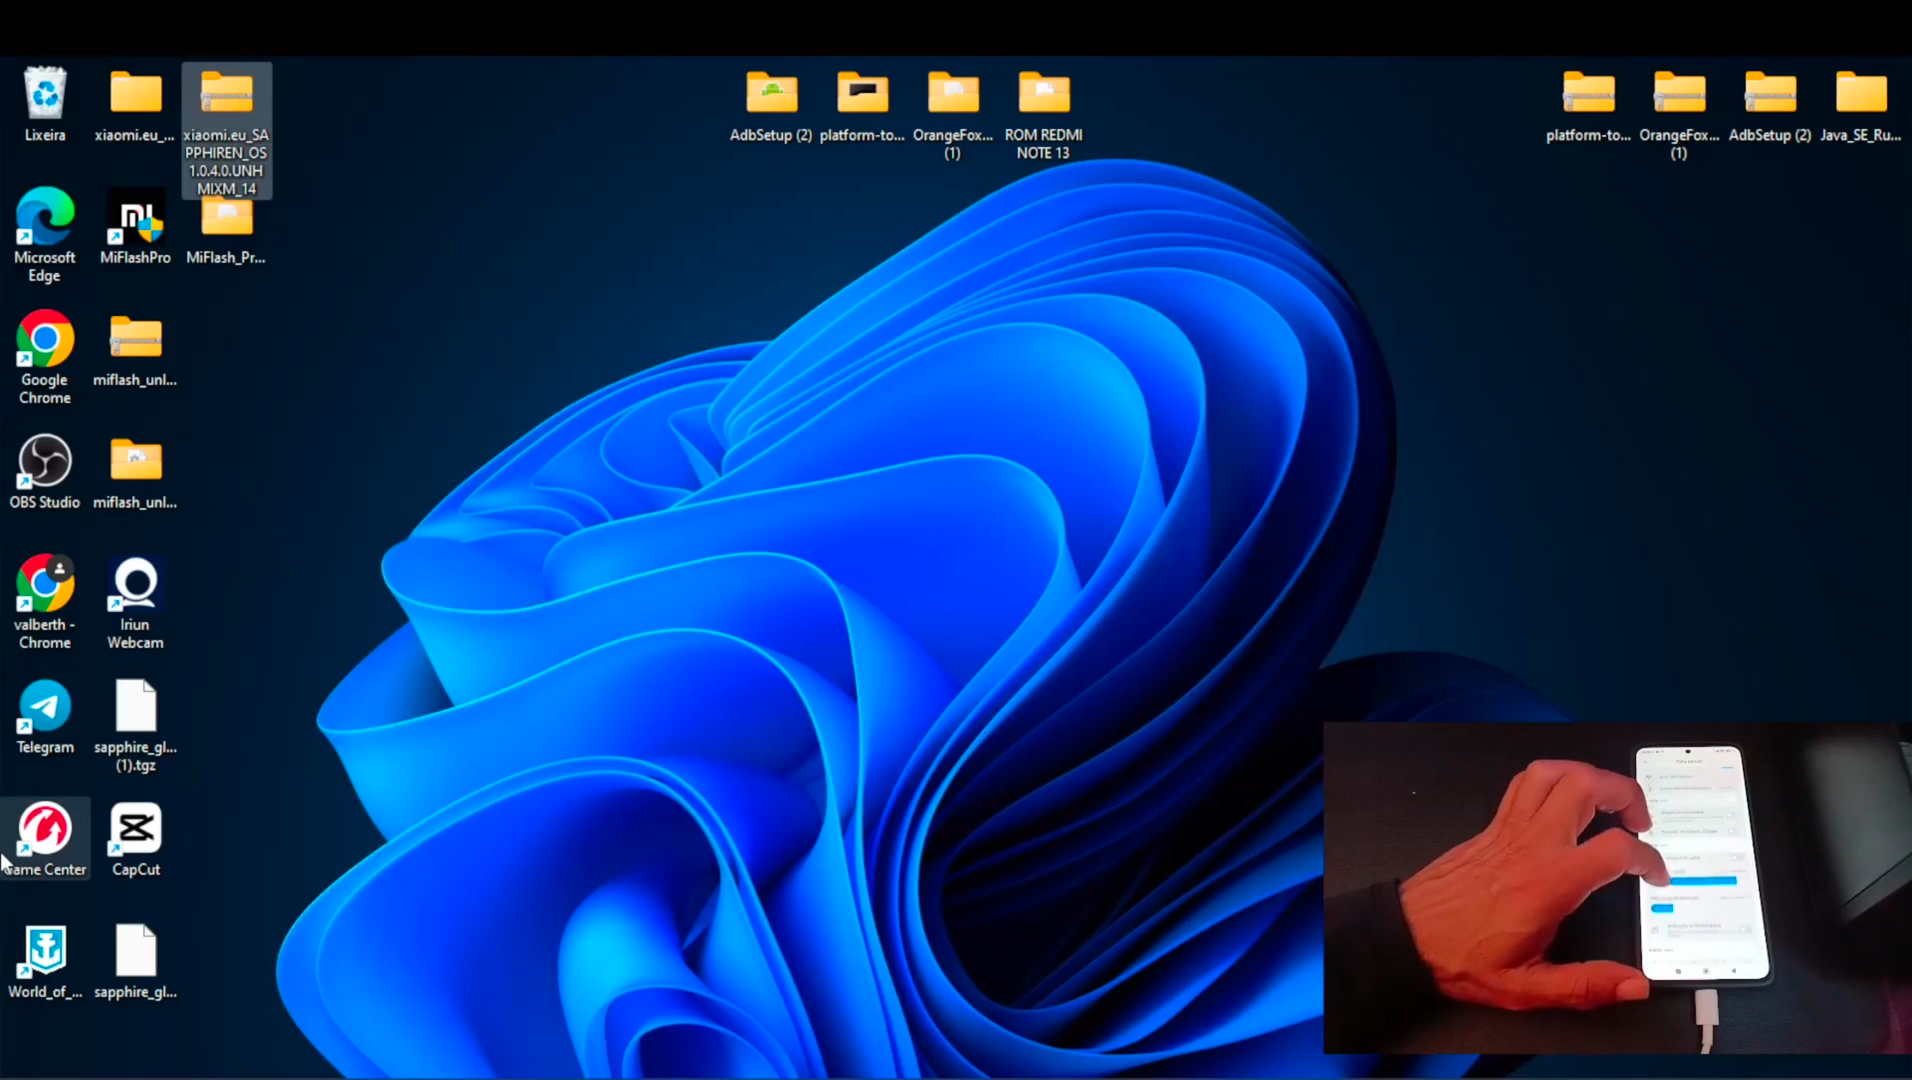 Lixeira
xiaomi.eu_...
xiaomi.eu_SA
PPHIREN_OS
1.0.4.0.UNH
MIXM_14
AdbSetup (2)
platform-to...
OrangeFox...
(1)
ROM REDMI
NOTE 13
platform-to...
OrangeFox...
(1)
AdbSetup (2)
Java_SE_Ru...
Microsoft
Edge
MiFlashPro
MiFlash_Pr...
Google
Chrome
miflash_unl...
OBS Studio
miflash_unl...
valberth -
Chrome
Iriun
Webcam
Telegram
sapphire_gl...
(1).tgz
ame Center
CapCut
World_of_...
sapphire_gl...